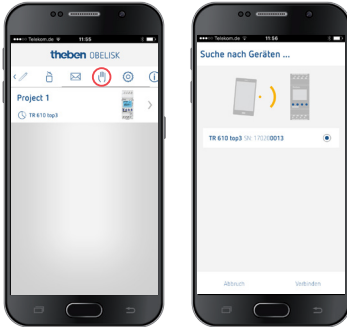 Telekom.de 11:55
theben OBELISK
Project 1
TR 610 top3
Telekom.de 11:56
Suche nach Geräten ...
TR 610 top3 SN: 170200013
Abbruch Verbinden